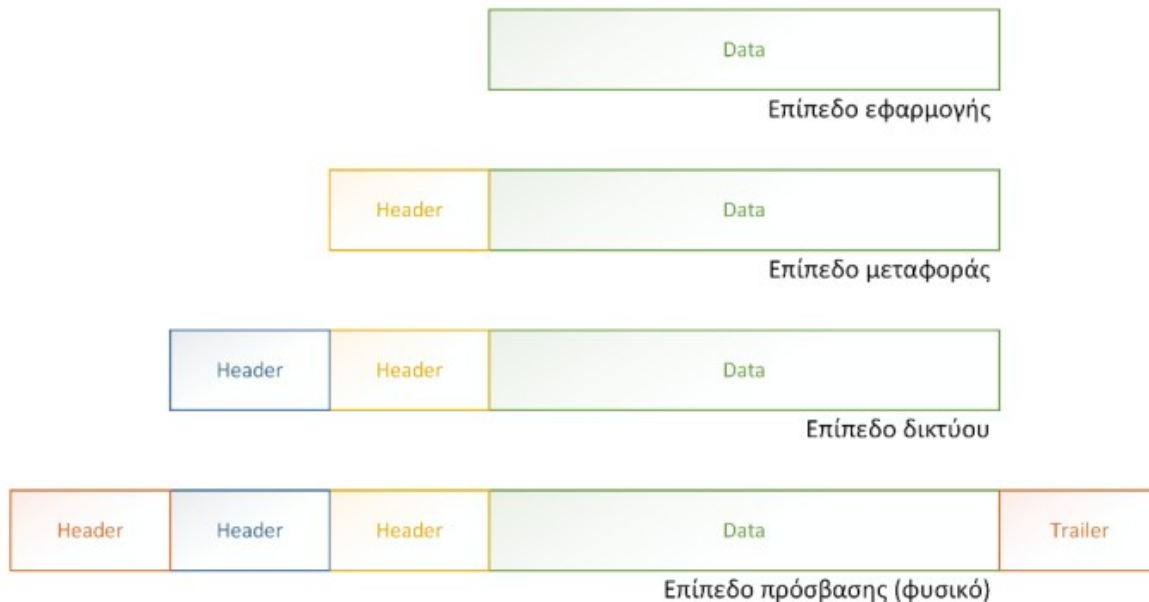 Data
Επίπεδο εφαρμογής
Header Data
Επίπεδο μεταφοράς
Header Header Data
Επίπεδο δικτύου
Header Header Header Data Trailer
Επίπεδο πρόσβασης (φυσικό)